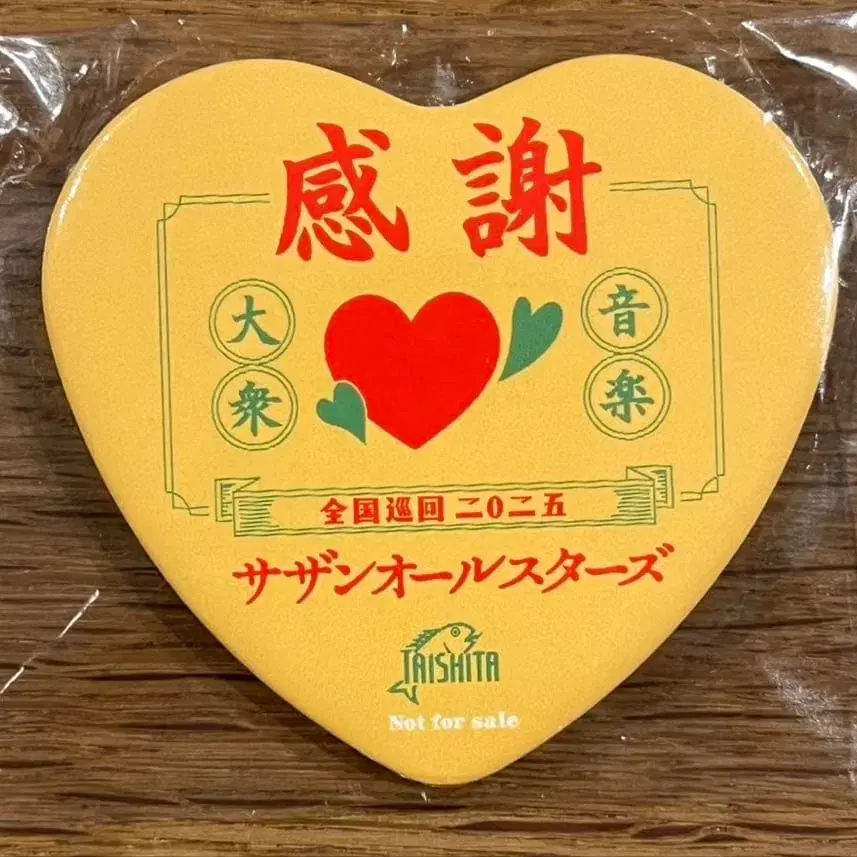 感謝
大衆
音楽
全国巡回 二〇二五
サザンオールスターズ
TAISHITA
Not for sale